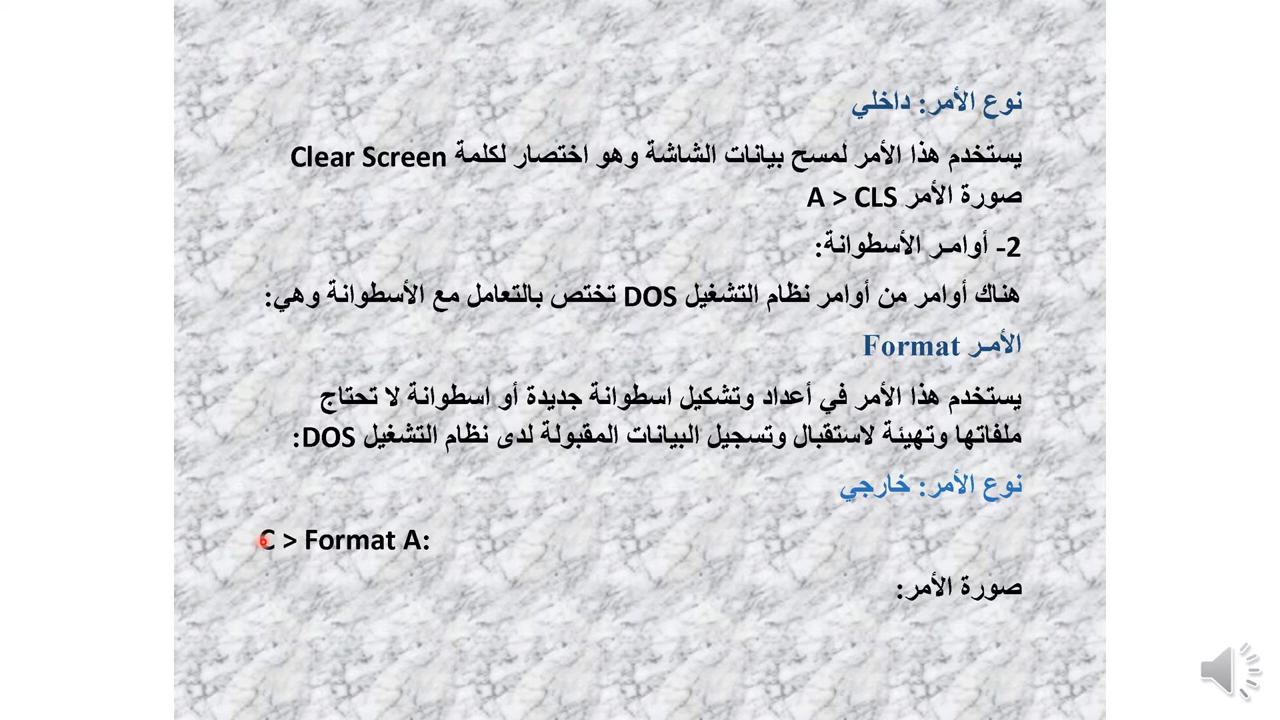 نوع الأمر: داخلي
يستخدم هذا الأمر لمسح بيانات الشاشة وهو اختصار لكلمة Clear Screen
صورة الأمر A > CLS
2- أوامـر الأسطوانة:
هناك أوامر من أوامر نظام التشغيل DOS تختص بالتعامل مع الأسطوانة وهي:
الأمـر Format
يستخدم هذا الأمر في أعداد وتشكيل اسطوانة جديدة أو اسطوانة لا تحتاج
ملفاتها وتهيئة لاستقبال وتسجيل البيانات المقبولة لدى نظام التشغيل DOS:
نوع الأمر: خارجي
C > Format A:
صورة الأمر: